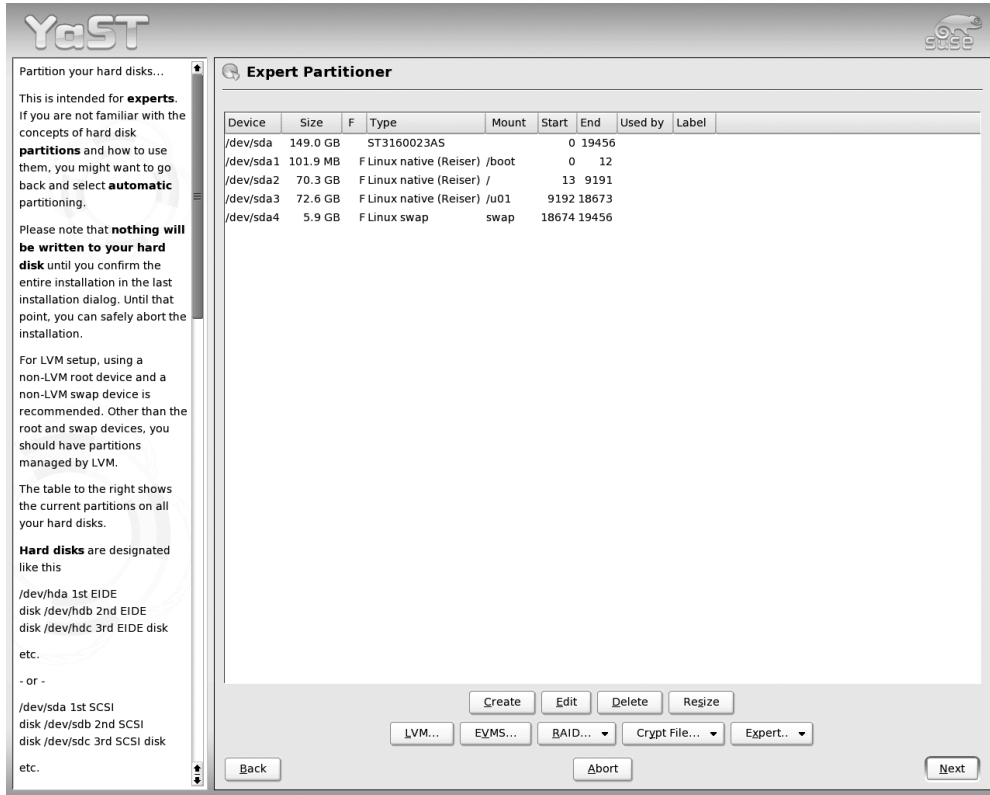 YaST
SUSE
Partition your hard disks...
This is intended for experts.
If you are not familiar with the
concepts of hard disk
partitions and how to use
them, you might want to go
back and select automatic
partitioning.
Please note that nothing will
be written to your hard
disk until you confirm the
entire installation in the last
installation dialog. Until that
point, you can safely abort the
installation.
For LVM setup, using a
non-LVM root device and a
non-LVM swap device is
recommended. Other than the
root and swap devices, you
should have partitions
managed by LVM.
The table to the right shows
the current partitions on all
your hard disks.
Hard disks are designated
like this
/dev/hda 1st EIDE
disk /dev/hdb 2nd EIDE
disk /dev/hdc 3rd EIDE disk
etc.
- or -
/dev/sda 1st SCSI
disk /dev/sdb 2nd SCSI
disk /dev/sdc 3rd SCSI disk
etc.
Expert Partitioner
Device Size F Type Mount Start End Used by Label
/dev/sda 149.0 GB ST3160023AS 0 19456
/dev/sda1 101.9 MB F Linux native (Reiser) /boot 0 12
/dev/sda2 70.3 GB F Linux native (Reiser) / 13 9191
/dev/sda3 72.6 GB F Linux native (Reiser) /u01 9192 18673
/dev/sda4 5.9 GB F Linux swap swap 18674 19456
Create Edit Delete Resize
LVM... EVMS... RAID... Crypt File... Expert..
Back Abort Next